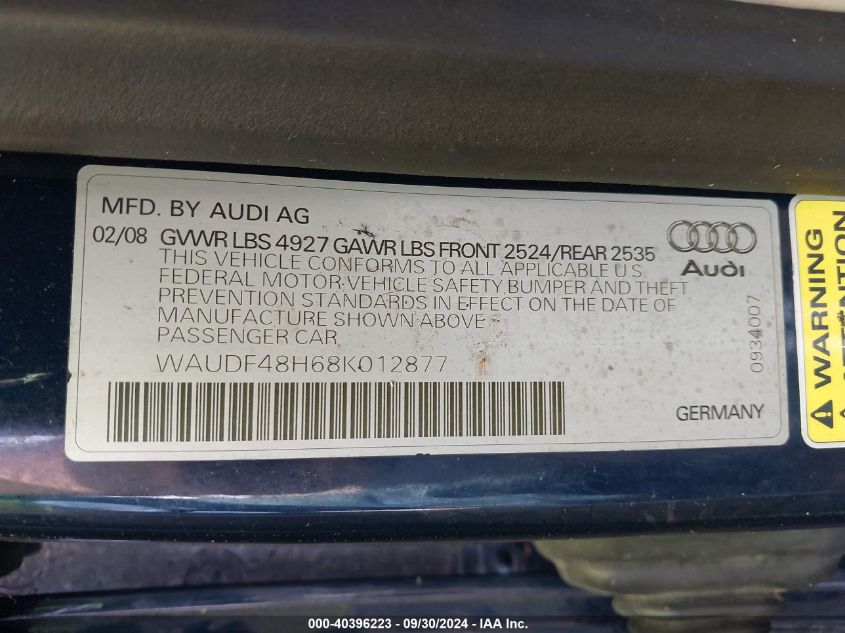 MFD. BY AUDI AG
02/08 GVWR LBS 4927 GAWR LBS FRONT 2524/REAR 2535
THIS VEHICLE CONFORMS TO ALL APPLICABLE U.S.
FEDERAL MOTOR VEHICLE SAFETY, BUMPER AND THEFT
PREVENTION STANDARDS IN EFFECT ON THE DATE OF
MANUFACTURE SHOWN ABOVE
PASSENGER CAR
WAUDF48H68K012877
Audi
0934007
GERMANY
WARNING
000-40396223 - 09/30/2024 - IAA Inc.